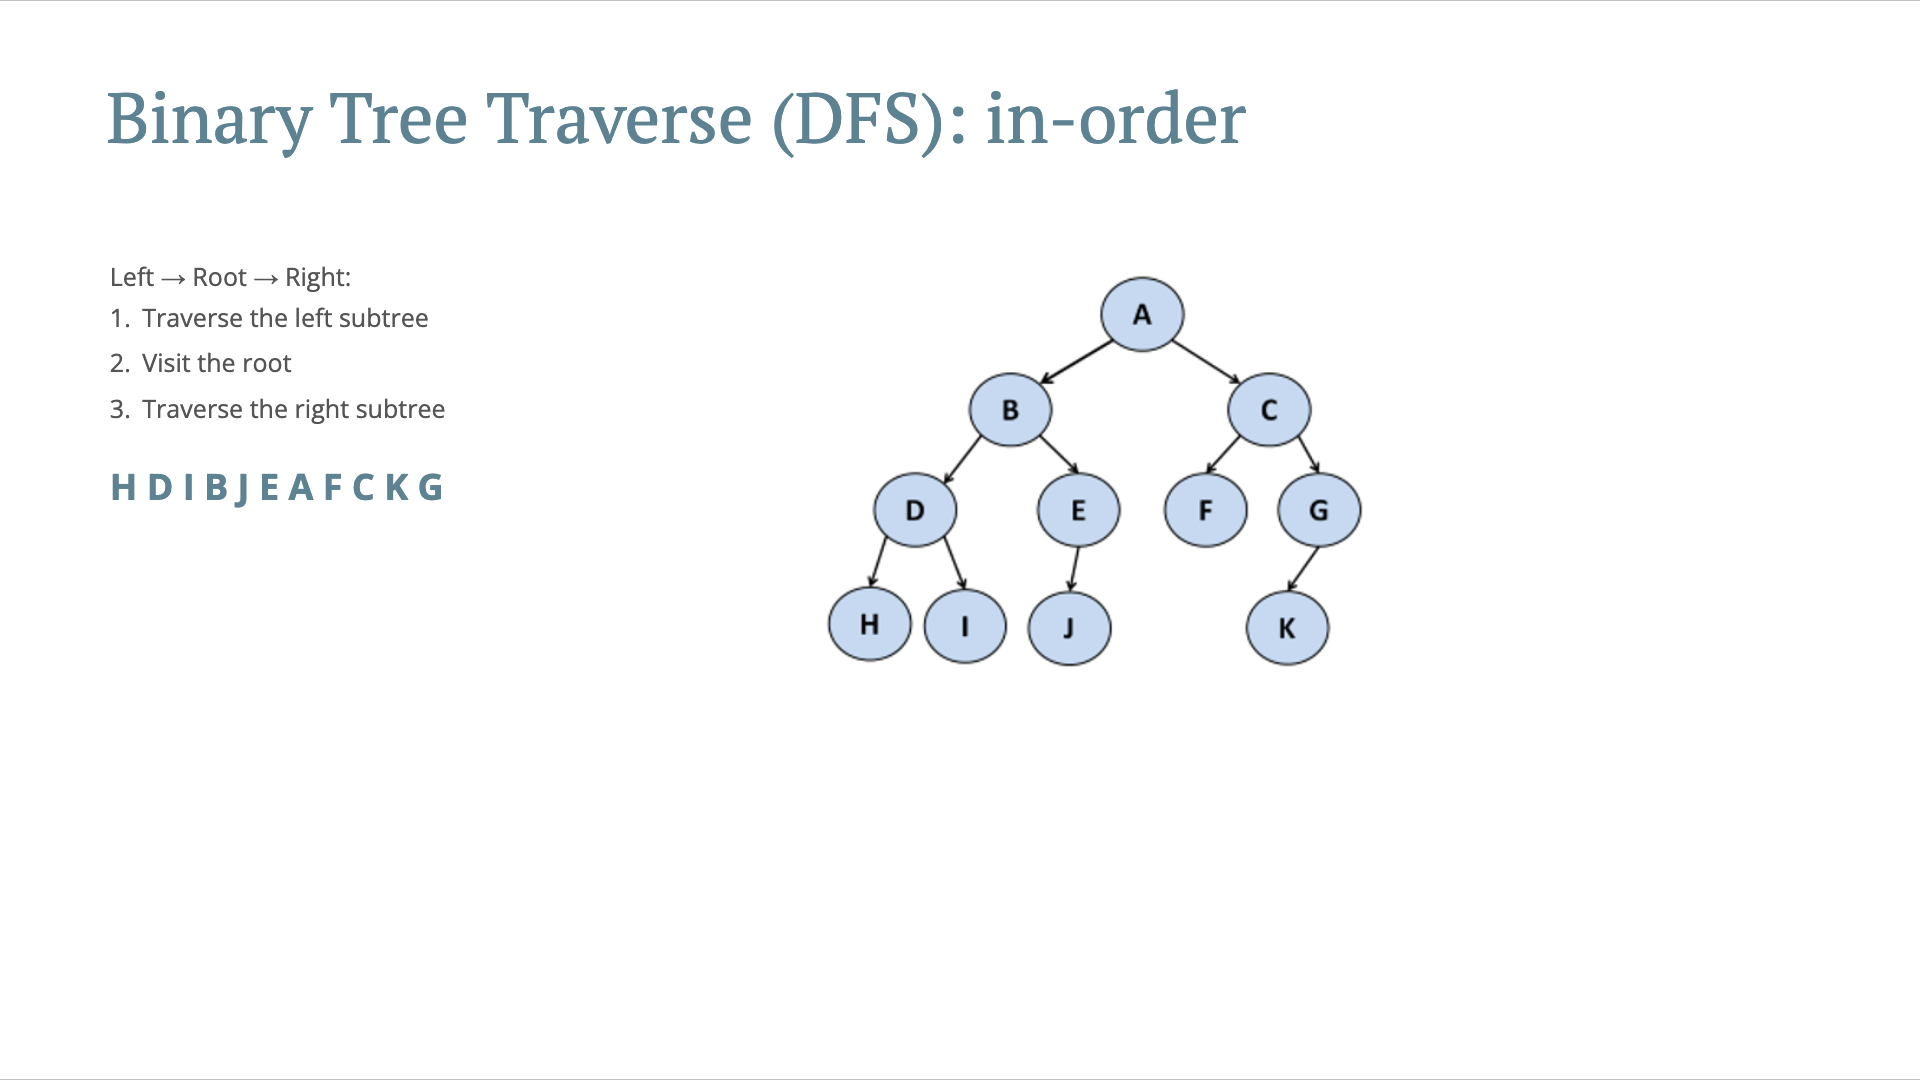 Binary Tree Traverse (DFS): in-order
Left → Root → Right:
1. Traverse the left subtree
2. Visit the root
3. Traverse the right subtree
H D I B J E A F C K G
A
B C
D E F G
H I J K